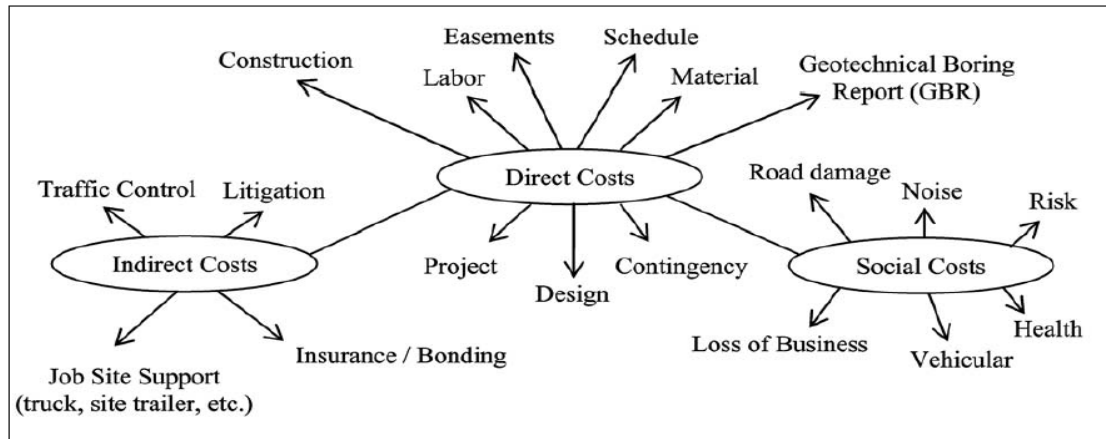 Easements
Schedule
Construction
Labor
Material
Geotechnical Boring
Report (GBR)
Direct Costs
Traffic Control
Litigation
Road damage
Noise
Risk
Indirect Costs
Project
Design
Contingency
Social Costs
Insurance / Bonding
Loss of Business
Vehicular
Health
Job Site Support
(truck, site trailer, etc.)